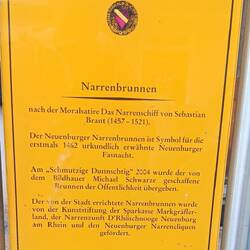 Narrenbrunnen
nach der Moralsatire Das Narrenschiff von Sebastian
Brant (1457 - 1521).
Der Neuenburger Narrenbrunnen ist Symbol für die
erstmals 1462 urkundlich erwähnte Neuenburger
Fasnacht.
Am „Schmutzige Dunnschtig" 2004 wurde der von
dem Bildhauer Michael Schwarze geschaffene
Brunnen der Öffentlichkeit übergeben.
Der von der Stadt errichtete Narrenbrunnen wurde
von der Kunststiftung der Sparkasse Markgräfler-
land, der Narrenzunft D'Rhiinschnooge Neuenburg
am Rhein und den Neuenburger Narrencliquen
gefördert.